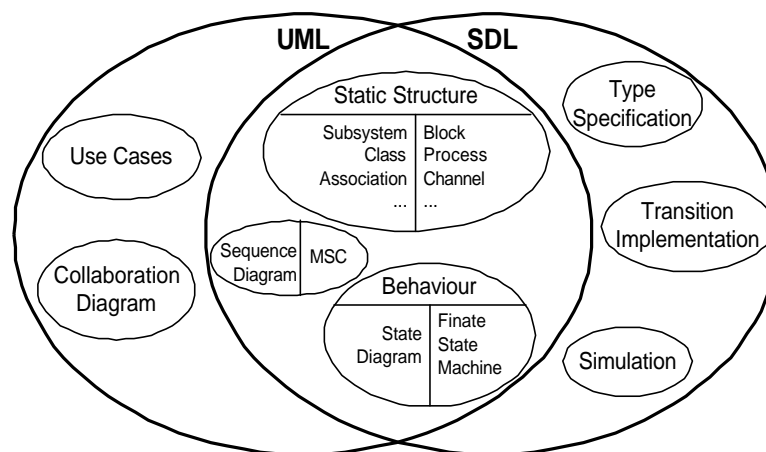 UML
SDL
Use Cases
Collaboration
Diagram
Static Structure
Subsystem
Class
Association
...
Block
Process
Channel
...
Sequence
Diagram
MSC
Behaviour
State
Diagram
Finate
State
Machine
Type
Specification
Transition
Implementation
Simulation